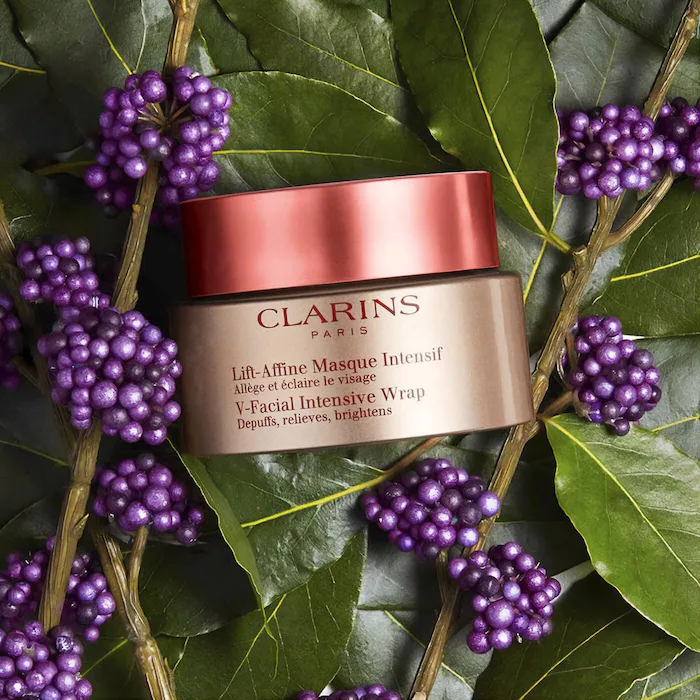 CLARINS
PARIS
Lift-Affine Masque Intensif
Allège et éclaire le visage
V-Facial Intensive Wrap
Depuffs, relieves, brightens